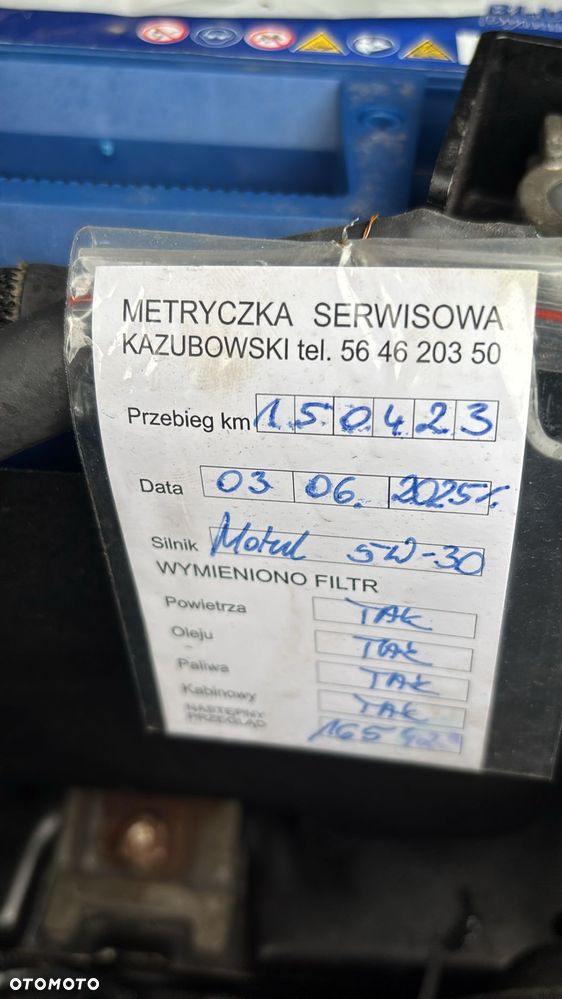 METRYCZKA SERWISOWA
KAZUBOWSKI tel. 56 46 203 50
Przebieg km 150423
Data 03 06. 2025r.
Silnik Motul 5W-30
WYMIENIONO FILTR
Powietrza TAK
Oleju TAK
Paliwa TAK
Kabinowy TAK
NASTĘPNY
PRZEGLĄD 165423
OTOMOTO